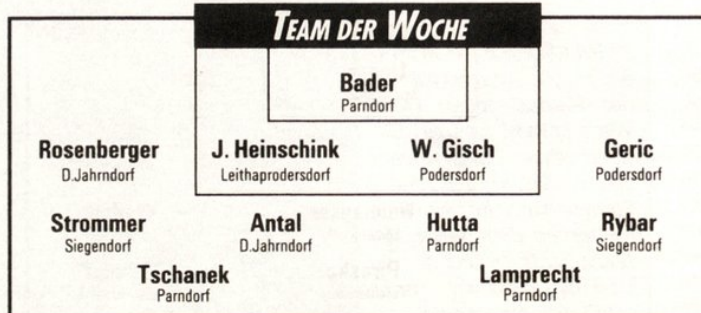 TEAM DER WOCHE
Bader
Parndorf
Rosenberger J. Heinschink W. Gisch Geric
D.Jahrndorf Leithaprodersdorf Podersdorf Podersdorf
Strommer Antal Hutta Rybar
Siegendorf D.Jahrndorf Parndorf Siegendorf
Tschanek Lamprecht
Parndorf Parndorf